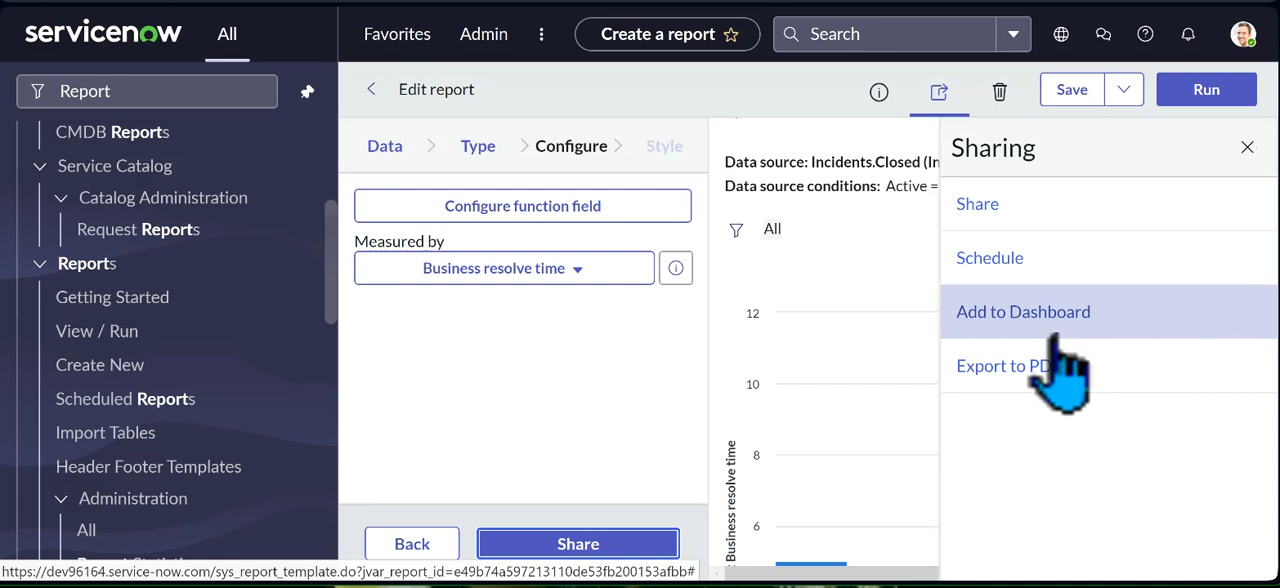 servicenow
All
Favorites
Admin
Create a report
Search
Report
CMDB Reports
Service Catalog
Catalog Administration
Request Reports
Reports
Getting Started
View / Run
Create New
Scheduled Reports
Import Tables
Header Footer Templates
Administration
All
Edit report
Save
Run
Data
Type
Configure
Style
Configure function field
Measured by
Business resolve time
Back
Share
Data source: Incidents.Closed (In
Data source conditions: Active =
All
12
10
8
6
Business resolve time
Sharing
Share
Schedule
Add to Dashboard
Export to PD
https://dev96164.service-now.com/sys_report_template.do?jvar_report_id=e49b74a597213110de53fb200153afbb#